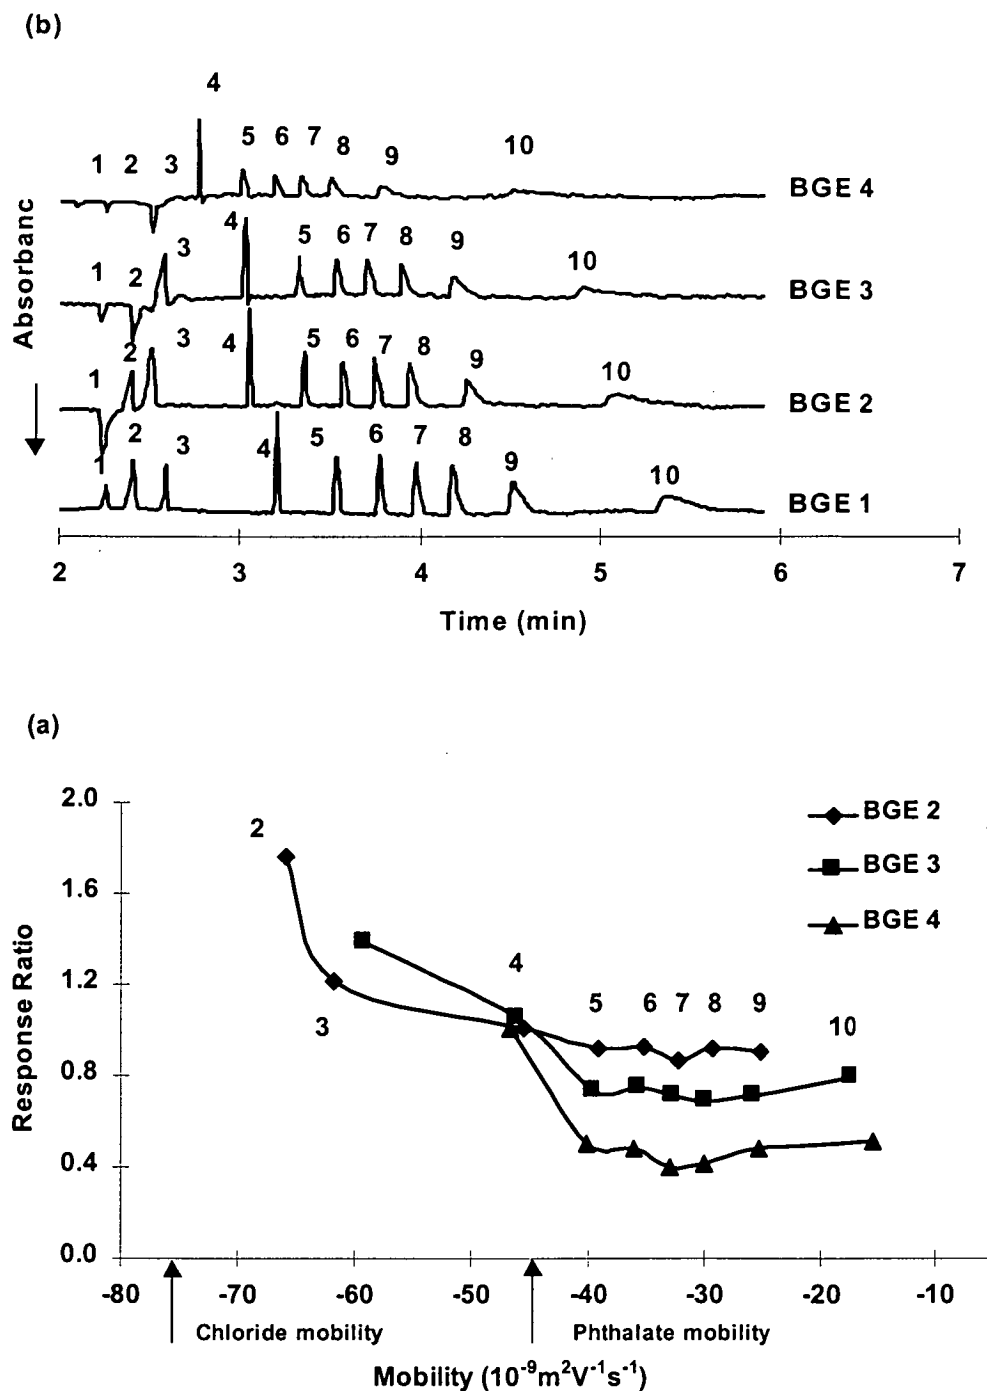 (b)
4
1 2 3 5 6 7 8 9 10
BGE 4
1 2 3 4 5 6 7 8 9 10
BGE 3
1 2 3 4 5 6 7 8 9 10
BGE 2
1 2 3 4 5 6 7 8 9 10
BGE 1
Absorbanc
2 3 4 5 6 7
Time (min)
(a)
2.0
1.6
1.2
0.8
0.4
0.0
Response Ratio
2
3
4
5 6 7 8 9
10
BGE 2
BGE 3
BGE 4
-80 -70 -60 -50 -40 -30 -20 -10
Chloride mobility Phthalate mobility
Mobility (10⁻⁹m²V⁻¹s⁻¹)